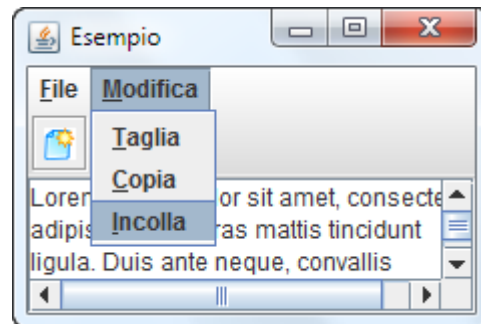 Esempio
File Modifica
Taglia
Copia
Incolla
or sit amet, consecte
adipis ras mattis tincidunt
ligula. Duis ante neque, convallis